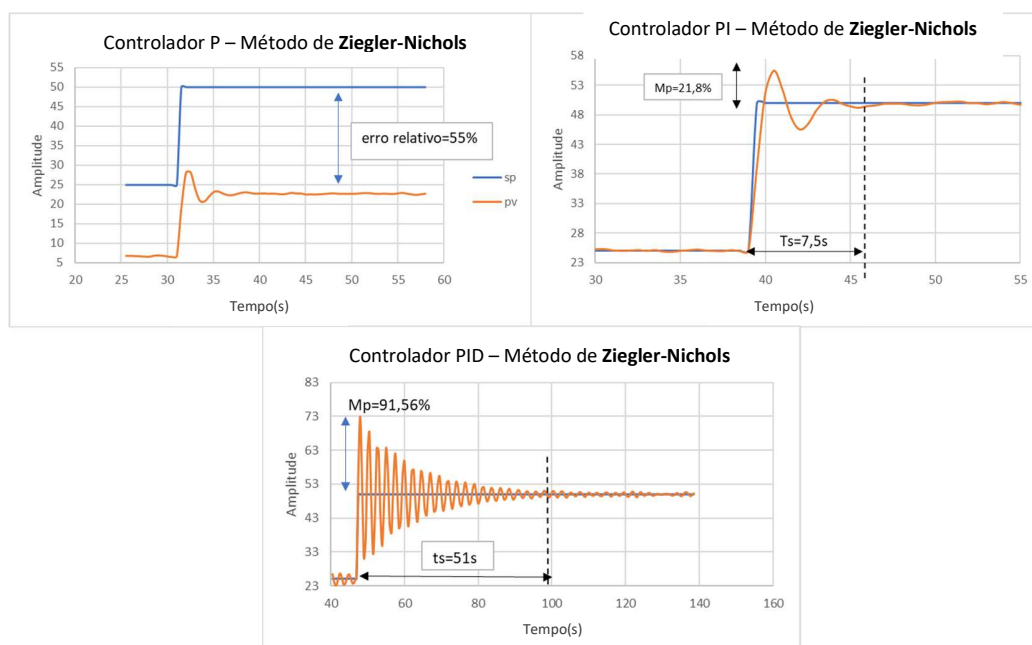 Controlador P – Método de Ziegler-Nichols
Amplitude
50
45
40
35
30
25
20
15
10
5
erro relativo=55%
sp
pv
20 25 30 35 40 45 50 55 60
Tempo(s)
Controlador PI – Método de Ziegler-Nichols
Amplitude
58
53
48
43
38
33
28
23
Mp=21,8%
Ts=7,5s
30 35 40 45 50 55
Tempo(s)
Controlador PID – Método de Ziegler-Nichols
Amplitude
83
73
63
53
43
33
23
Mp=91,56%
ts=51s
40 60 80 100 120 140 160
Tempo(s)